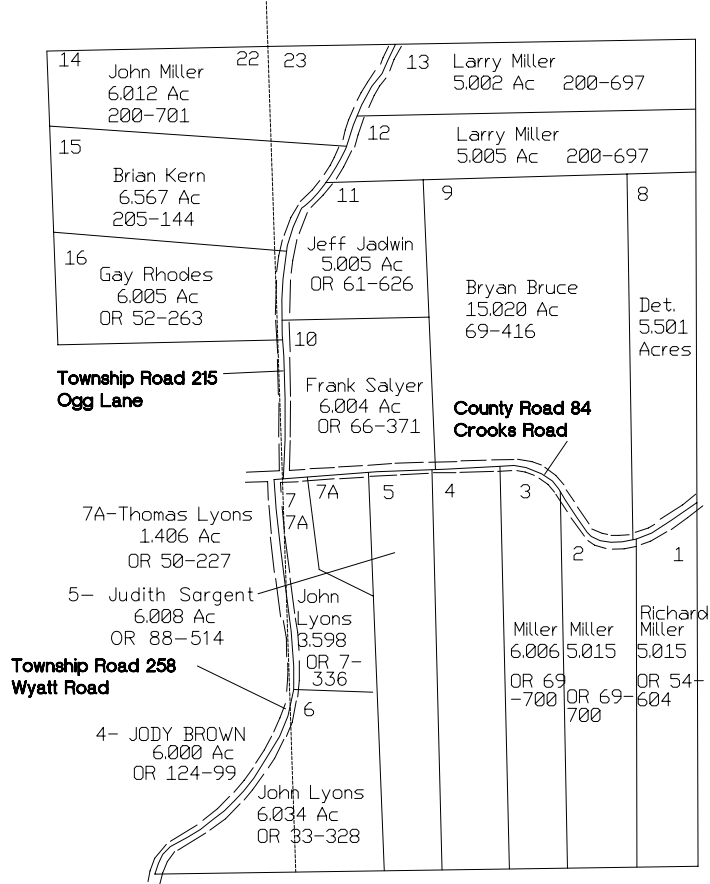 14
22
23
13
John Miller
6.012 Ac
200-701
Larry Miller
5.002 Ac 200-697
15
12
Larry Miller
5.005 Ac 200-697
Brian Kern
6.567 Ac
205-144
11
9
8
16
Gay Rhodes
6.005 Ac
OR 52-263
Jeff Jadwin
5.005 Ac
OR 61-626
Bryan Bruce
15.020 Ac
69-416
Det.
5.501
Acres
10
Township Road 215
Ogg Lane
Frank Salyer
6.004 Ac
OR 66-371
County Road 84
Crooks Road
7
7A
7A
5
4
3
2
1
7A-Thomas Lyons
1.406 Ac
OR 50-227
5- Judith Sargent
6.008 Ac
OR 88-514
John
Lyons
3.598
OR 7-
336
Miller
6.006
OR 69
-700
Miller
5.015
OR 69-
700
Richard
Miller
5.015
OR 54-
604
Township Road 258
Wyatt Road
6
4- JODY BROWN
6.000 Ac
OR 124-99
John Lyons
6.034 Ac
OR 33-328